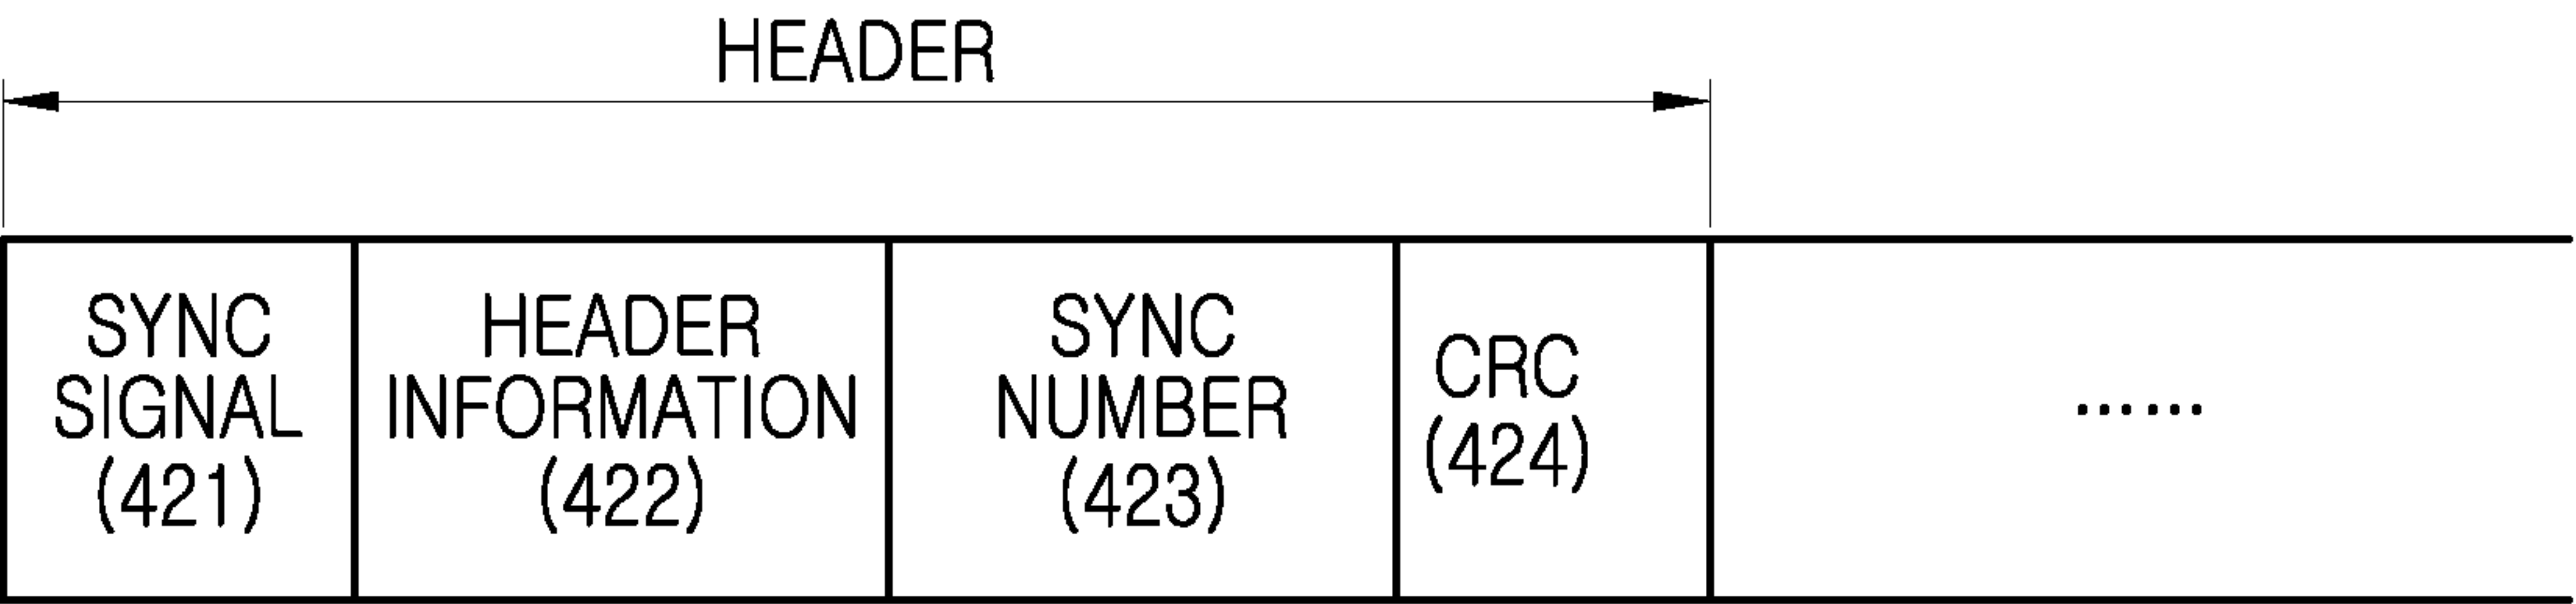 HEADER
SYNC
SIGNAL
(421)
HEADER
INFORMATION
(422)
SYNC
NUMBER
(423)
CRC
(424)
......